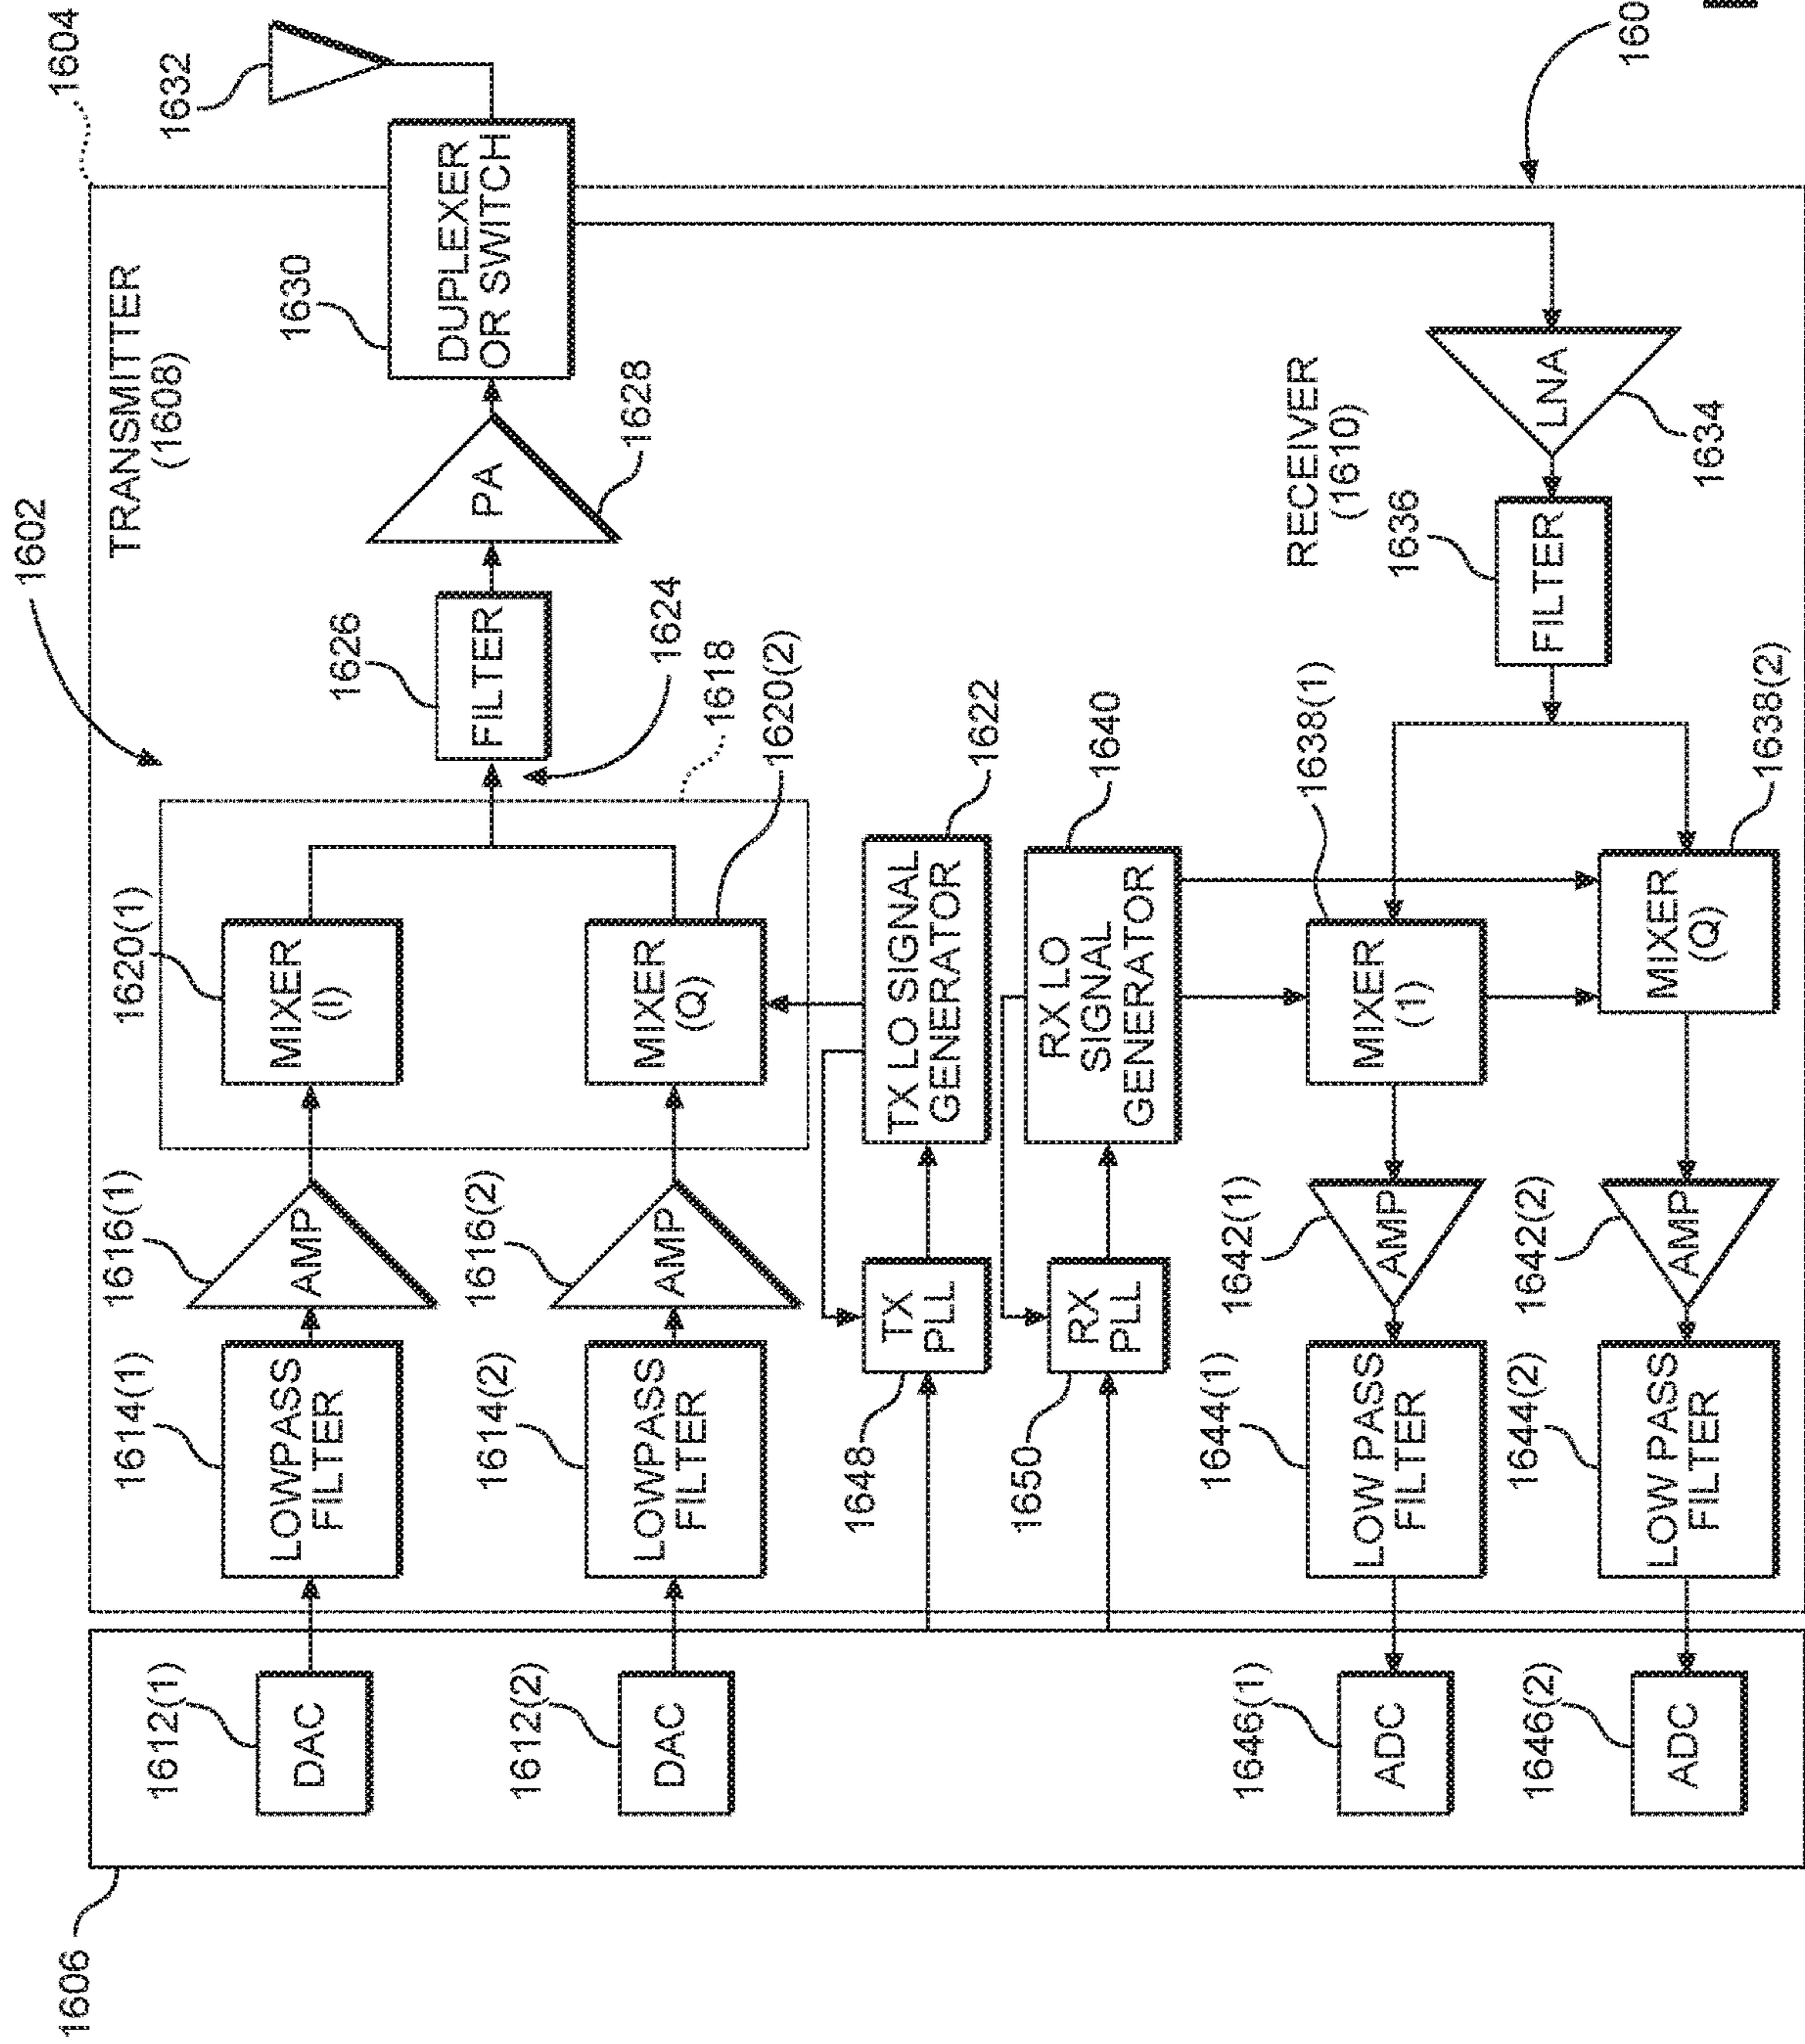 1606
1602
1604
TRANSMITTER
(1608)
1612(1)
DAC
1614(1)
LOWPASS
FILTER
1616(1)
AMP
1620(1)
MIXER
(I)
1626
FILTER
PA
1628
1630
DUPLEXER
OR SWITCH
1632
1612(2)
DAC
1614(2)
LOWPASS
FILTER
1616(2)
AMP
MIXER
(Q)
1624
1618
1620(2)
1648
TX
PLL
TX LO SIGNAL
GENERATOR
1622
1650
RX
PLL
RX LO
SIGNAL
GENERATOR
1640
RECEIVER
(1610)
1646(1)
ADC
1644(1)
LOW PASS
FILTER
1642(1)
AMP
MIXER
(1)
1638(1)
1636
FILTER
LNA
1634
1646(2)
ADC
1644(2)
LOW PASS
FILTER
1642(2)
AMP
MIXER
(Q)
1638(2)
160